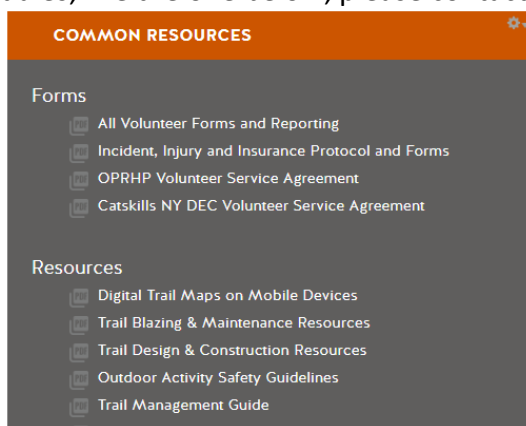 COMMON RESOURCES
Forms
All Volunteer Forms and Reporting
Incident, Injury and Insurance Protocol and Forms
OPRHP Volunteer Service Agreement
Catskills NY DEC Volunteer Service Agreement
Resources
Digital Trail Maps on Mobile Devices
Trail Blazing & Maintenance Resources
Trail Design & Construction Resources
Outdoor Activity Safety Guidelines
Trail Management Guide